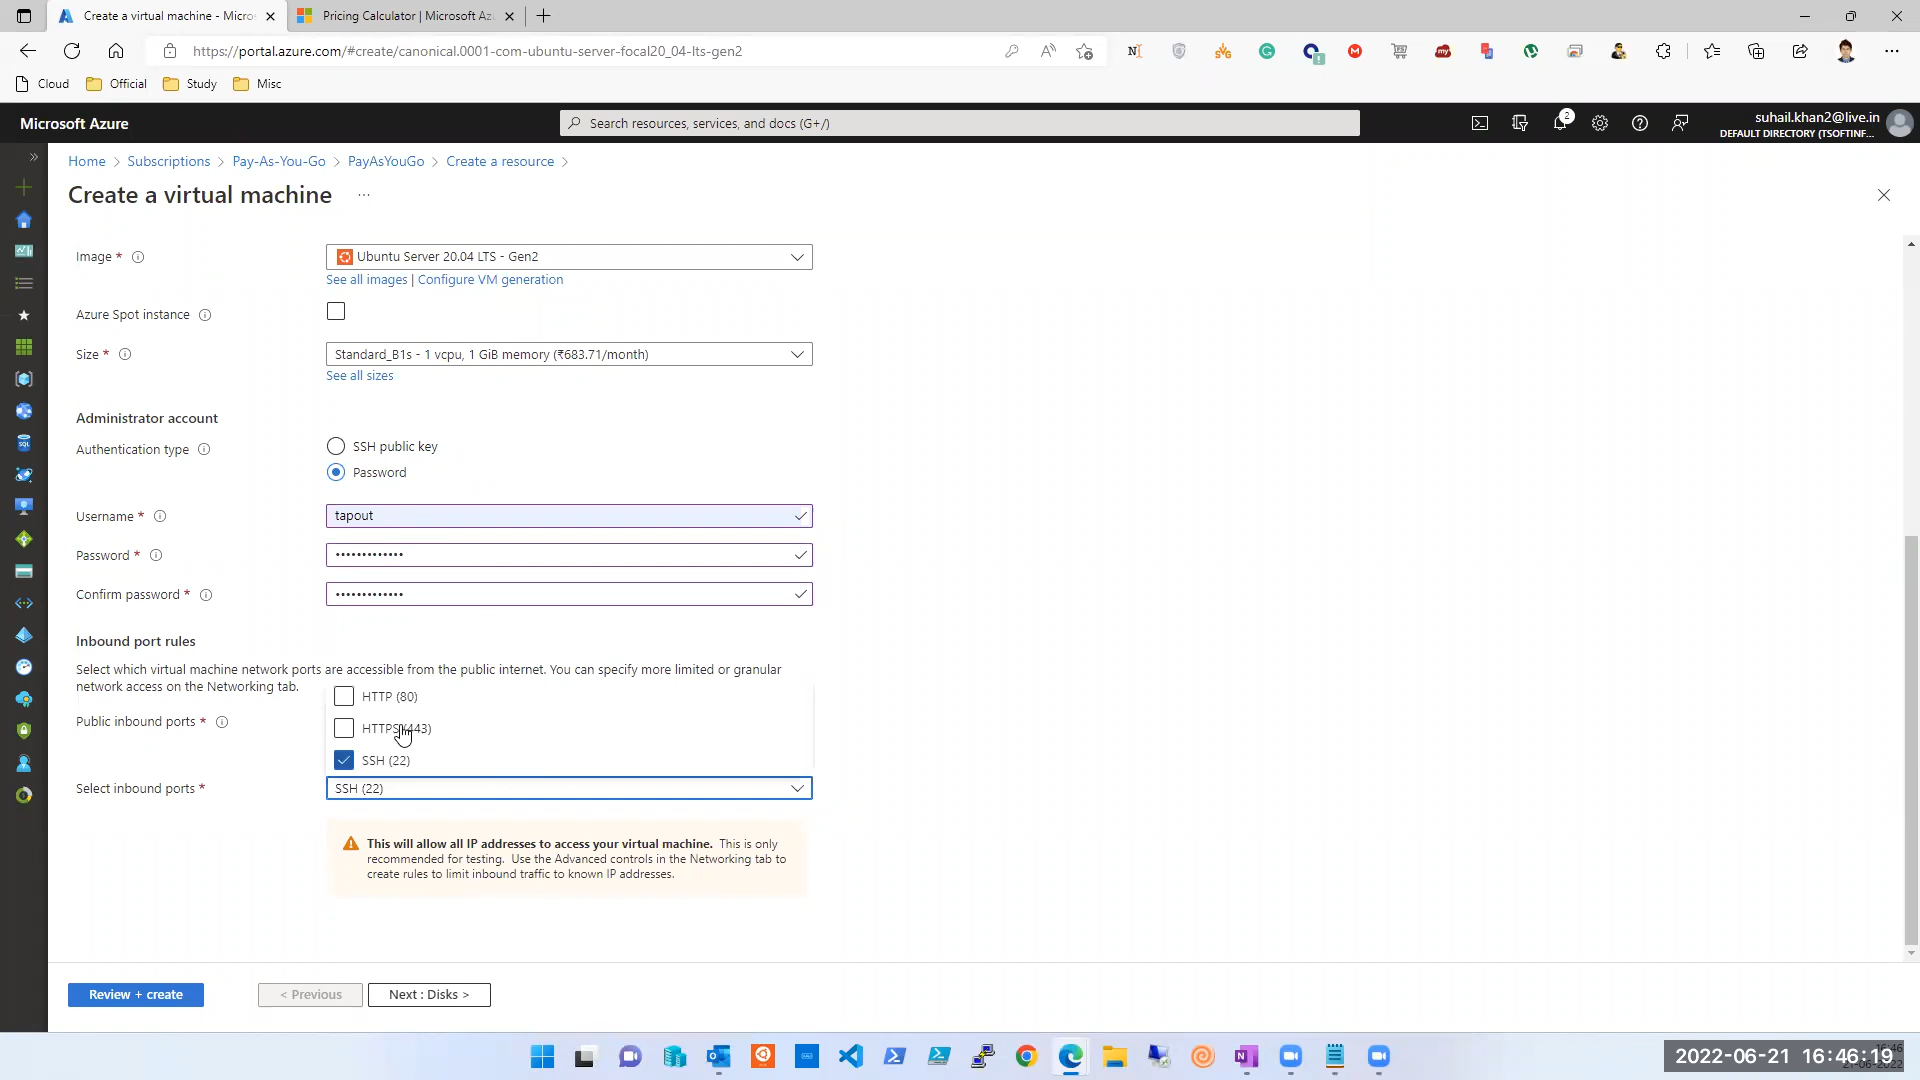 Create a virtual machine - Micros
Pricing Calculator | Microsoft Az
https://portal.azure.com/#create/canonical.0001-com-ubuntu-server-focal20_04-lts-gen2
Cloud
Official
Study
Misc
Microsoft Azure
Search resources, services, and docs (G+/)
2
suhail.khan2@live.in
DEFAULT DIRECTORY (TSOFTINF...
Home > Subscriptions > Pay-As-You-Go > PayAsYouGo > Create a resource >
Create a virtual machine ...
Image *
Ubuntu Server 20.04 LTS - Gen2
See all images | Configure VM generation
Azure Spot instance
Size *
Standard_B1s - 1 vcpu, 1 GiB memory (₹683.71/month)
See all sizes
Administrator account
Authentication type
SSH public key
Password
Username *
tapout
Password *
•••••••••••••
Confirm password *
•••••••••••••
Inbound port rules
Select which virtual machine network ports are accessible from the public internet. You can specify more limited or granular
network access on the Networking tab.
HTTP (80)
Public inbound ports *
HTTPS (443)
SSH (22)
Select inbound ports *
SSH (22)
This will allow all IP addresses to access your virtual machine. This is only
recommended for testing. Use the Advanced controls in the Networking tab to
create rules to limit inbound traffic to known IP addresses.
Review + create
< Previous
Next : Disks >
2022-06-21 16:46:19